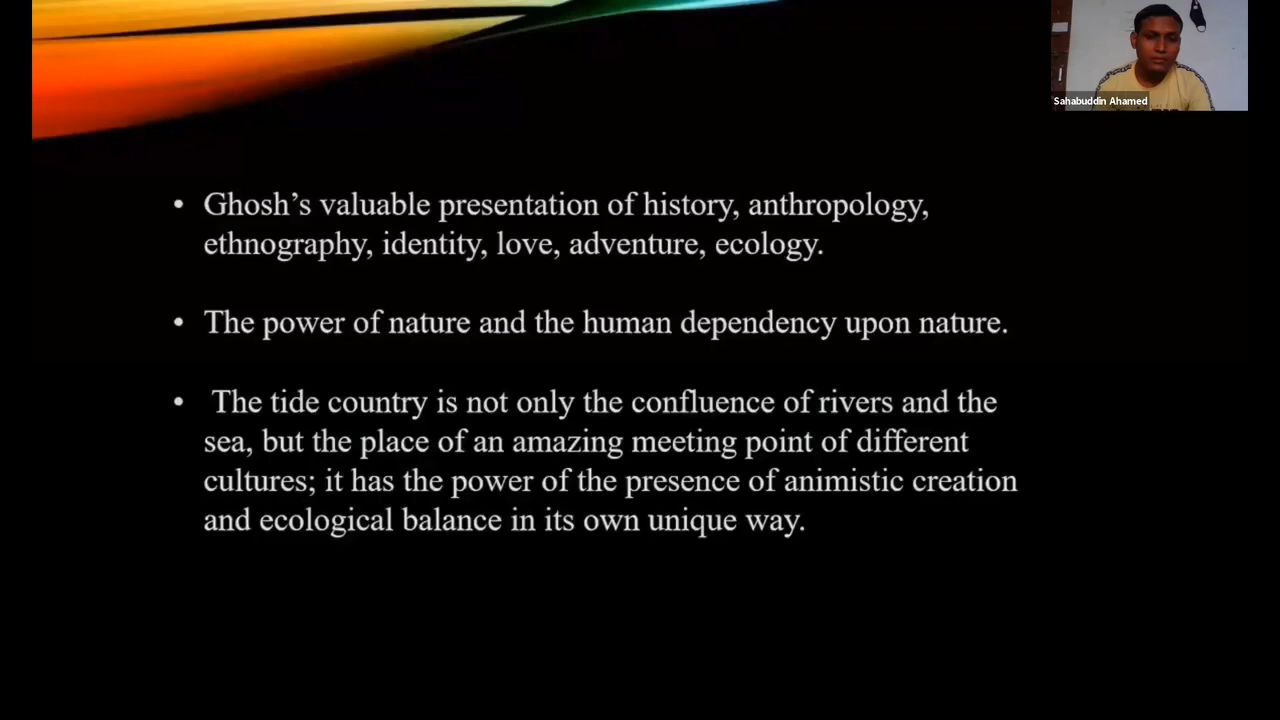 Sahabuddin Ahamed
• Ghosh’s valuable presentation of history, anthropology,
ethnography, identity, love, adventure, ecology.
• The power of nature and the human dependency upon nature.
• The tide country is not only the confluence of rivers and the
sea, but the place of an amazing meeting point of different
cultures; it has the power of the presence of animistic creation
and ecological balance in its own unique way.